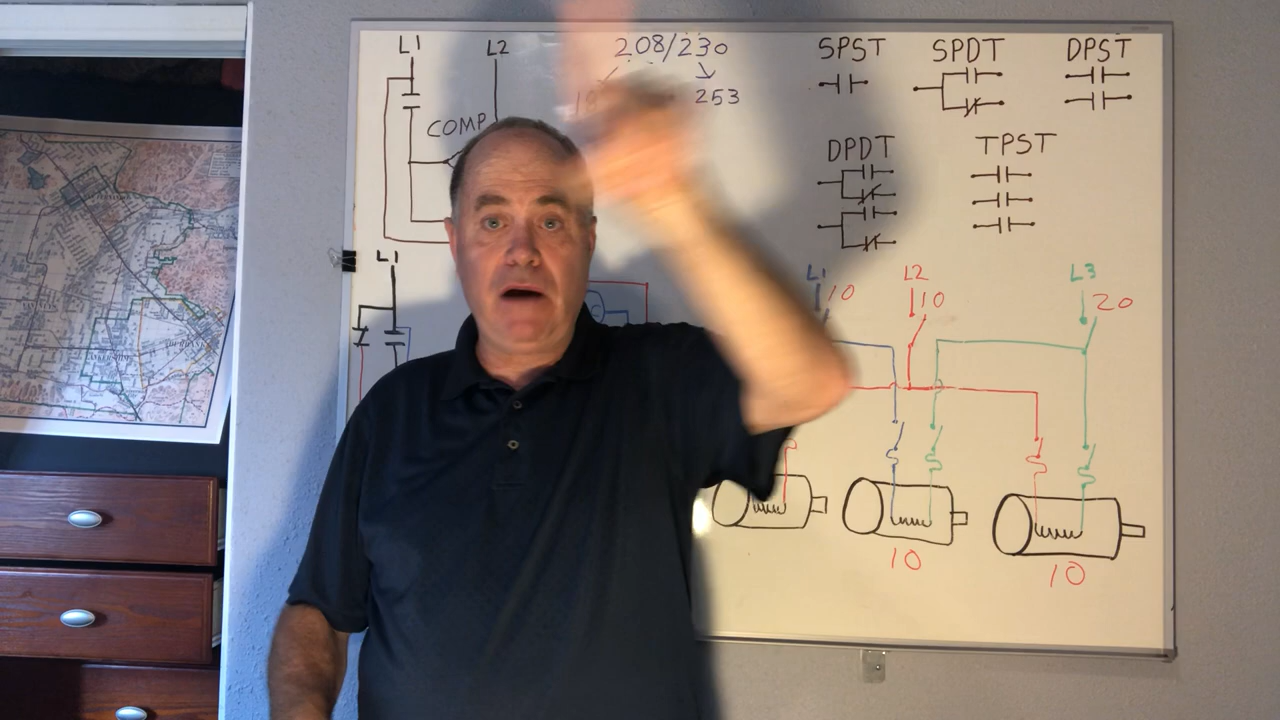 L1 L2 208/230 SPST SPDT DPST
253
COMP
DPDT TPST
L1
L1 10 L2 10 L3 20
10 10